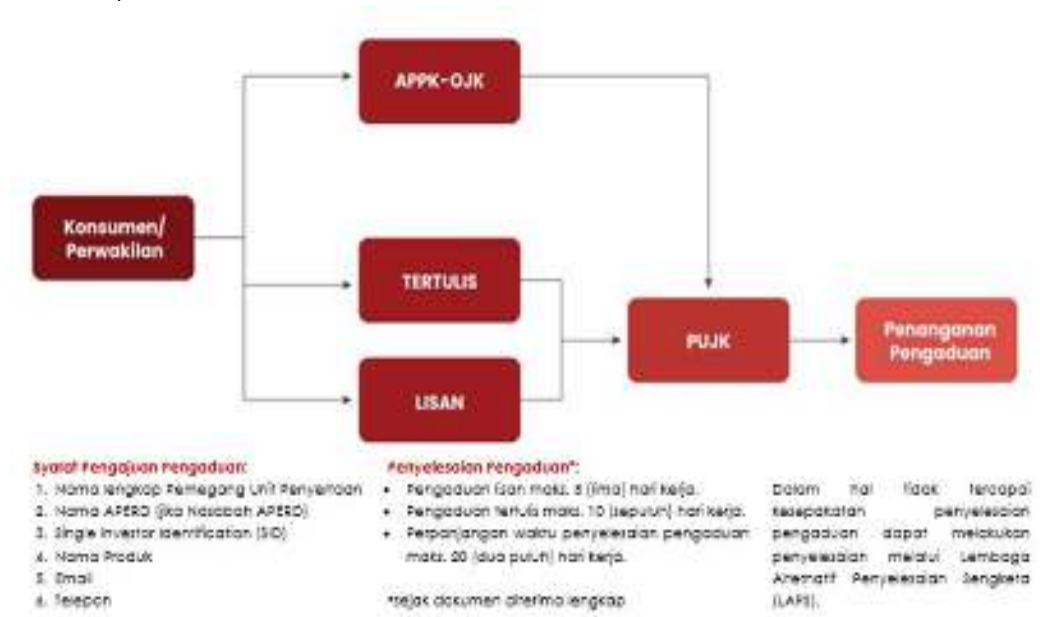 APPK-OJK
Konsumen/
Perwakilan
TERTULIS
LISAN
PUJK
Penanganan
Pengaduan
Syarat Pengajuan Pengaduan:
1. Nama lengkap Pemegang Unit Penyertaan
2. Nama APERD (jika Nasabah APERD)
3. Single Investor Identification (SID)
4. Nama Produk
5. Email
6. Telepon
Penyelesaian Pengaduan*:
• Pengaduan lisan maks. 5 (lima) hari kerja.
• Pengaduan tertulis maks. 10 (sepuluh) hari kerja.
• Perpanjangan waktu penyelesaian pengaduan
maks. 20 (dua puluh) hari kerja.
*sejak dokumen diterima lengkap
Dalam hal tidak tercapai
kesepakatan penyelesaian
pengaduan dapat melakukan
penyelesaian melalui Lembaga
Alternatif Penyelesaian Sengketa
(LAPS).